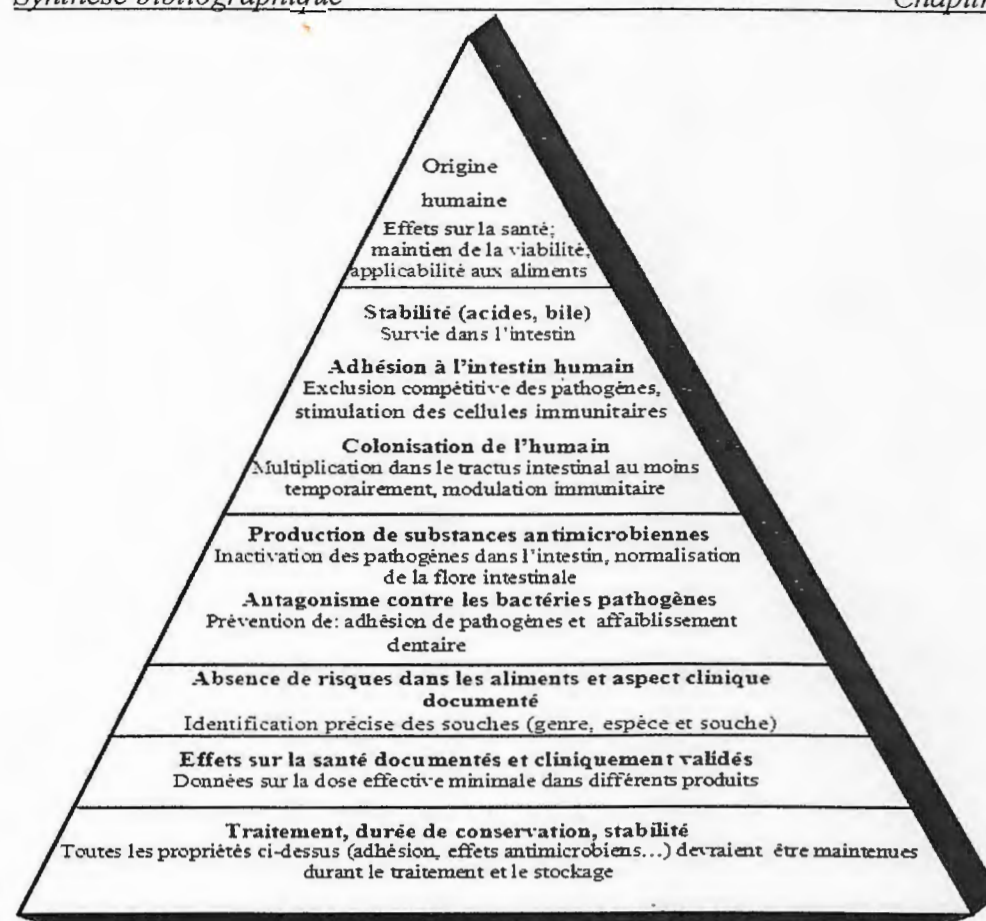 Synthèse bibliographique Chapitre
Origine
humaine
Effets sur la santé;
maintien de la viabilité,
applicabilité aux aliments
Stabilité (acides, bile)
Survie dans l'intestin
Adhésion à l'intestin humain
Exclusion compétitive des pathogènes,
stimulation des cellules immunitaires
Colonisation de l'humain
Multiplication dans le tractus intestinal au moins
temporairement, modulation immunitaire
Production de substances antimicrobiennes
Inactivation des pathogènes dans l'intestin, normalisation
de la flore intestinale
Antagonisme contre les bactéries pathogènes
Prévention de: adhésion de pathogènes et affaiblissement
dentaire
Absence de risques dans les aliments et aspect clinique
documenté
Identification précise des souches (genre, espèce et souche)
Effets sur la santé documentés et cliniquement validés
Données sur la dose effective minimale dans différents produits
Traitement, durée de conservation, stabilité
Toutes les propriétés ci-dessus (adhésion, effets antimicrobiens...) devraient être maintenues
durant le traitement et le stockage